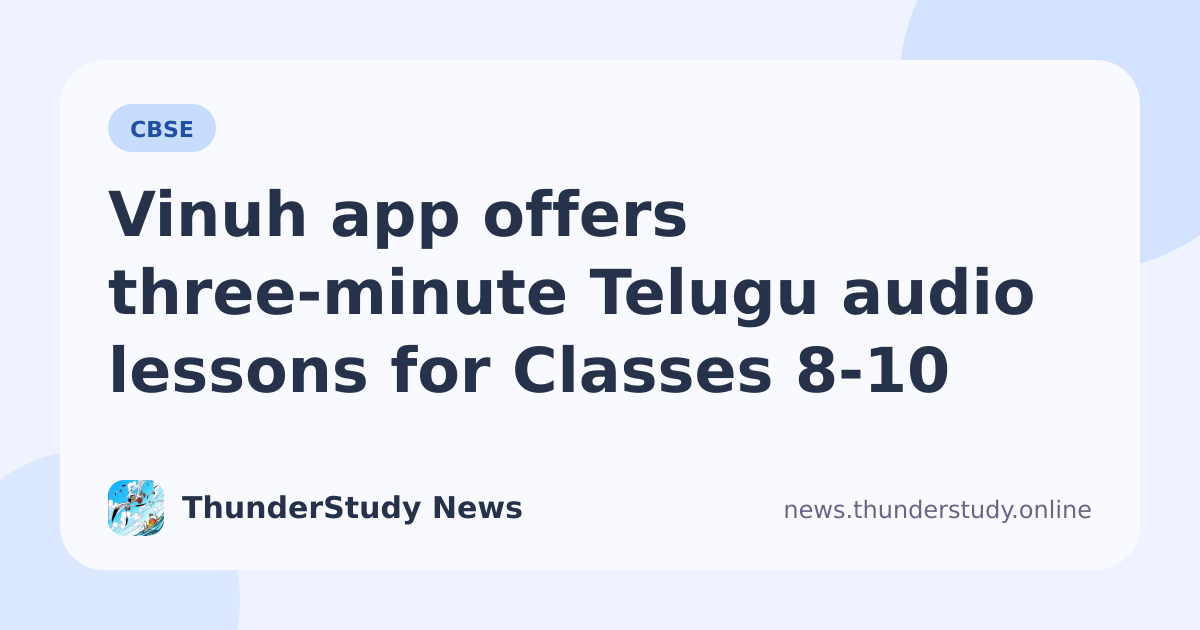 CBSE
Vinuh app offers
three-minute Telugu audio
lessons for Classes 8-10
ThunderStudy News
news.thunderstudy.online